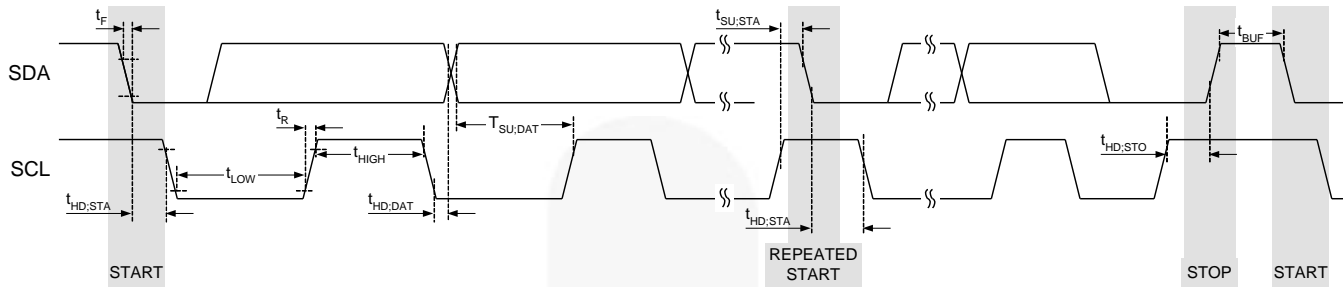 tF
tSU;STA
tBUF
SDA
tR
TSU;DAT
tHIGH
tHD;STO
SCL
tLOW
tHD;STA
tHD;DAT
tHD;STA
START
REPEATED
START
STOP
START